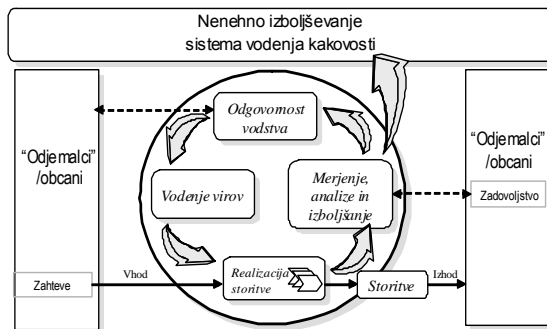 Nenehno izboljševanje
sistema vodenja kakovosti
"Odjemalci"
/obcani
Zahteve
Vhod
Odgovornost
vodstva
Vodenje virov
Merjenje,
analize in
izboljšanje
Realizacija
storitve
Storitve
Izhod
"Odjemalci"
/obcani
Zadovoljstvo